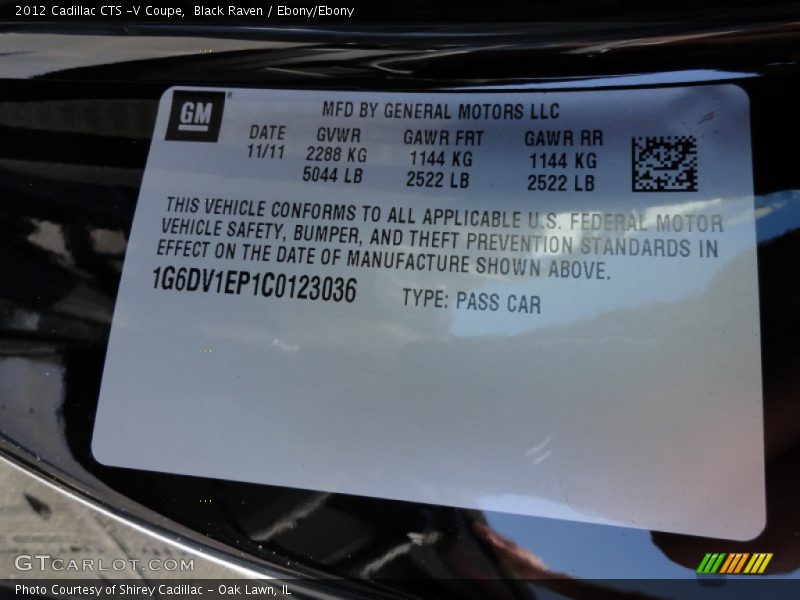 2012 Cadillac CTS -V Coupe, Black Raven / Ebony/Ebony
GM
MFD BY GENERAL MOTORS LLC
DATE GVWR GAWR FRT GAWR RR
11/11 2288 KG 1144 KG 1144 KG
5044 LB 2522 LB 2522 LB
THIS VEHICLE CONFORMS TO ALL APPLICABLE U.S. FEDERAL MOTOR
VEHICLE SAFETY, BUMPER, AND THEFT PREVENTION STANDARDS IN
EFFECT ON THE DATE OF MANUFACTURE SHOWN ABOVE.
1G6DV1EP1C0123036 TYPE: PASS CAR
GTCARLOT.COM
Photo Courtesy of Shirey Cadillac - Oak Lawn, IL